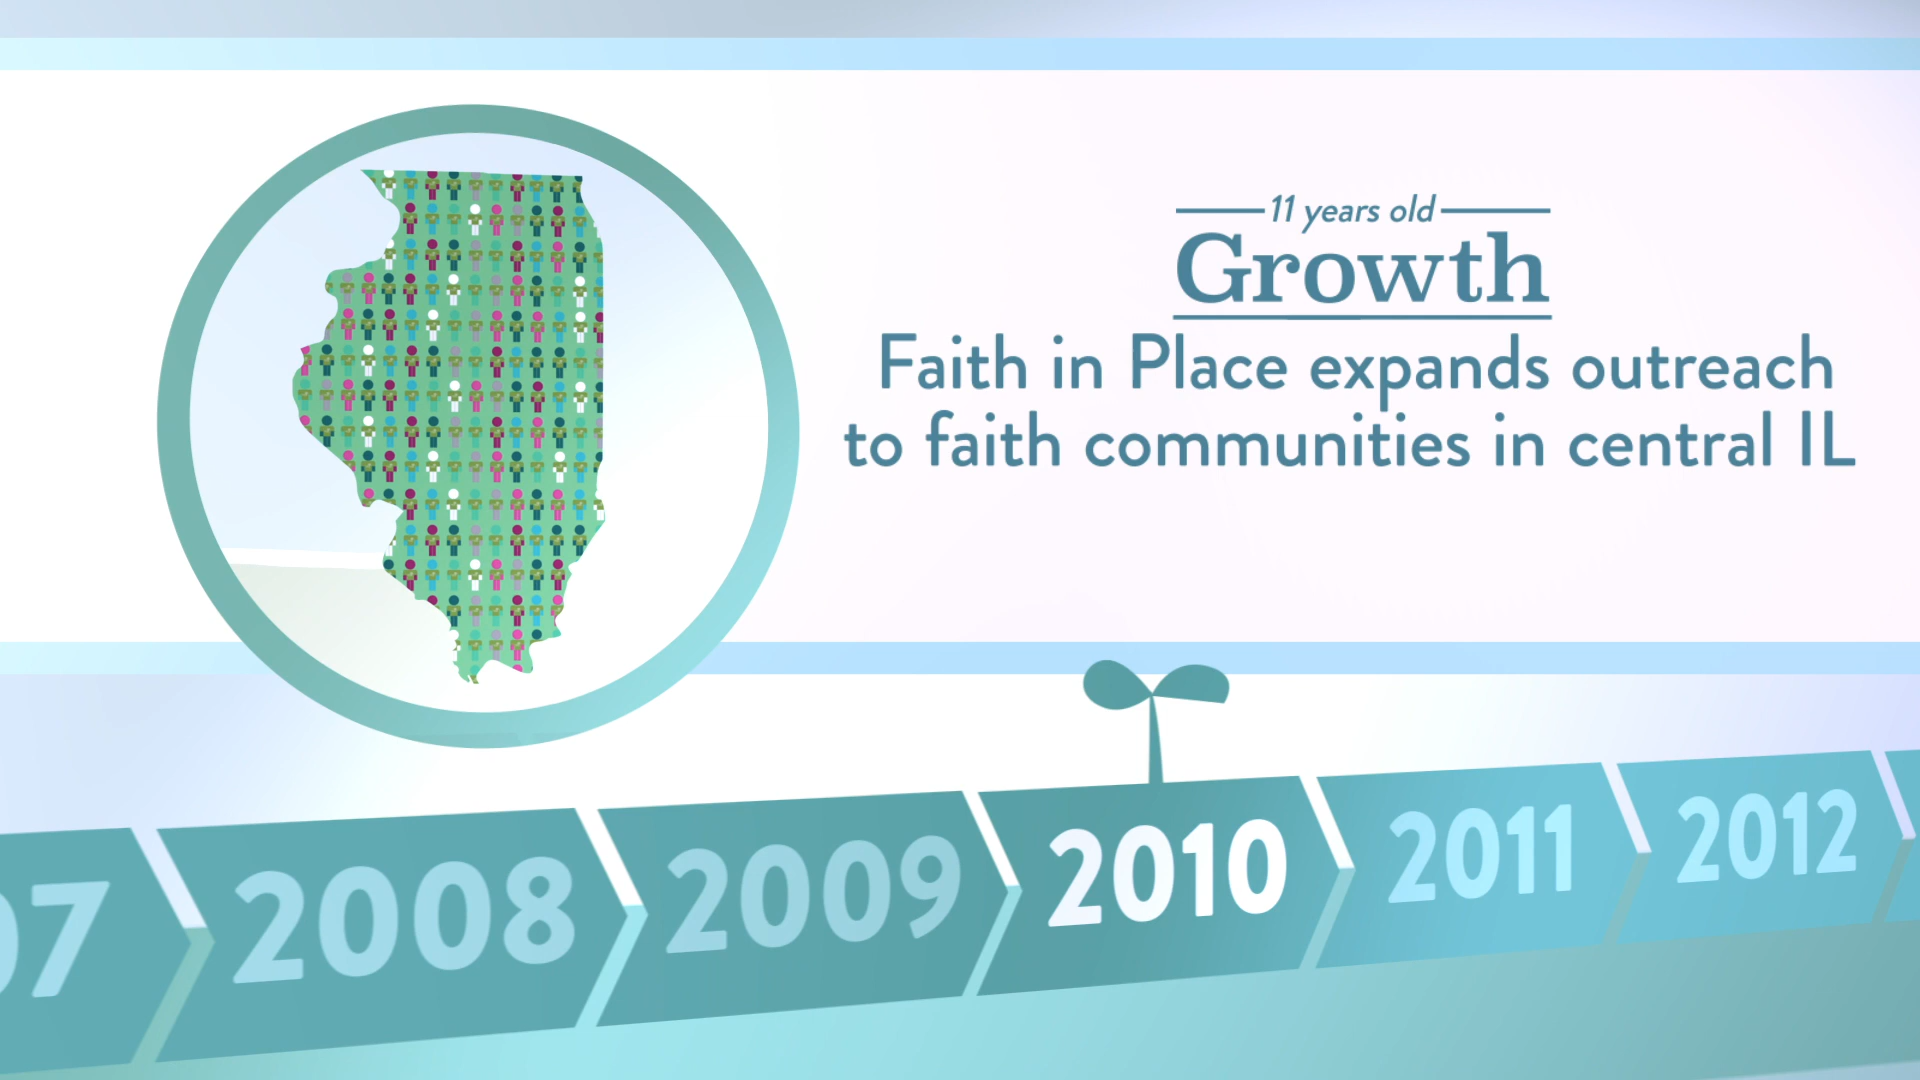 11 years old
Growth
Faith in Place expands outreach
to faith communities in central IL
07 2008 2009 2010 2011 2012